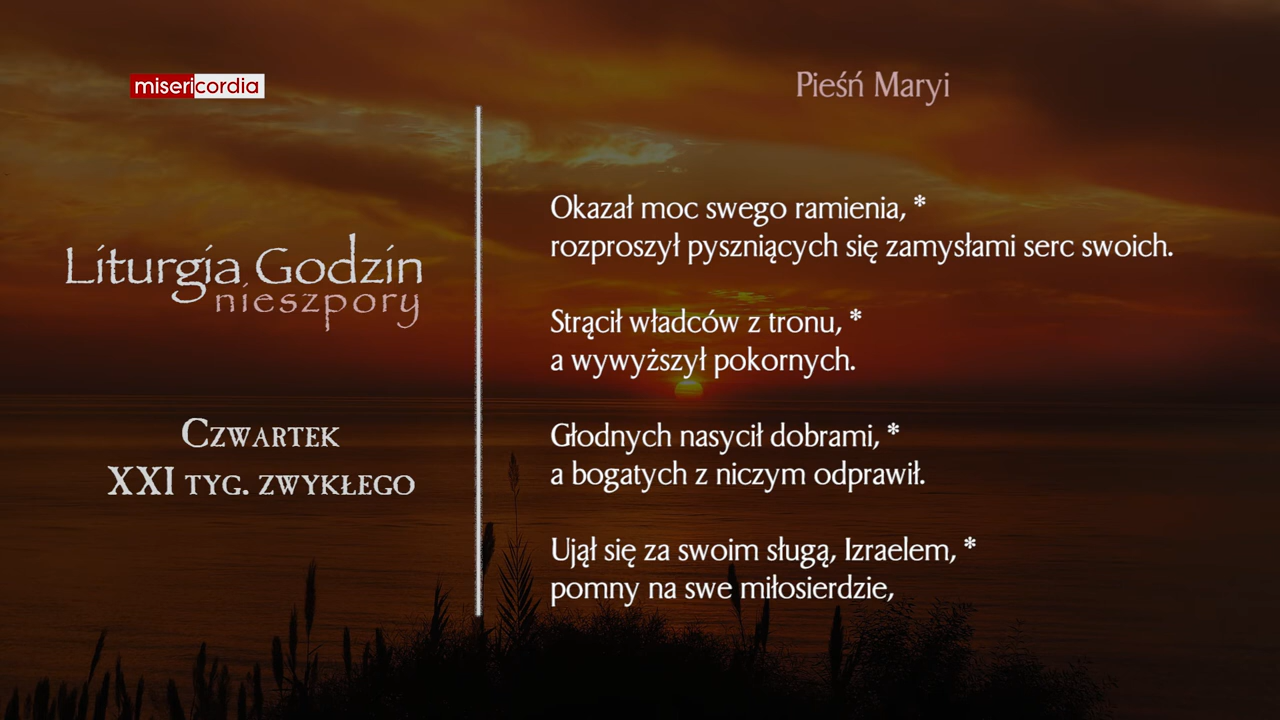 misericordia
Liturgia Godzin
nieszpory
Czwartek
XXI tyg. zwykłego
Pieśń Maryi
Okazał moc swego ramienia, *
rozproszył pyszniących się zamysłami serc swoich.
Strącił władców z tronu, *
a wywyższył pokornych.
Głodnych nasycił dobrami, *
a bogatych z niczym odprawił.
Ujął się za swoim sługą, Izraelem, *
pomny na swe miłosierdzie,